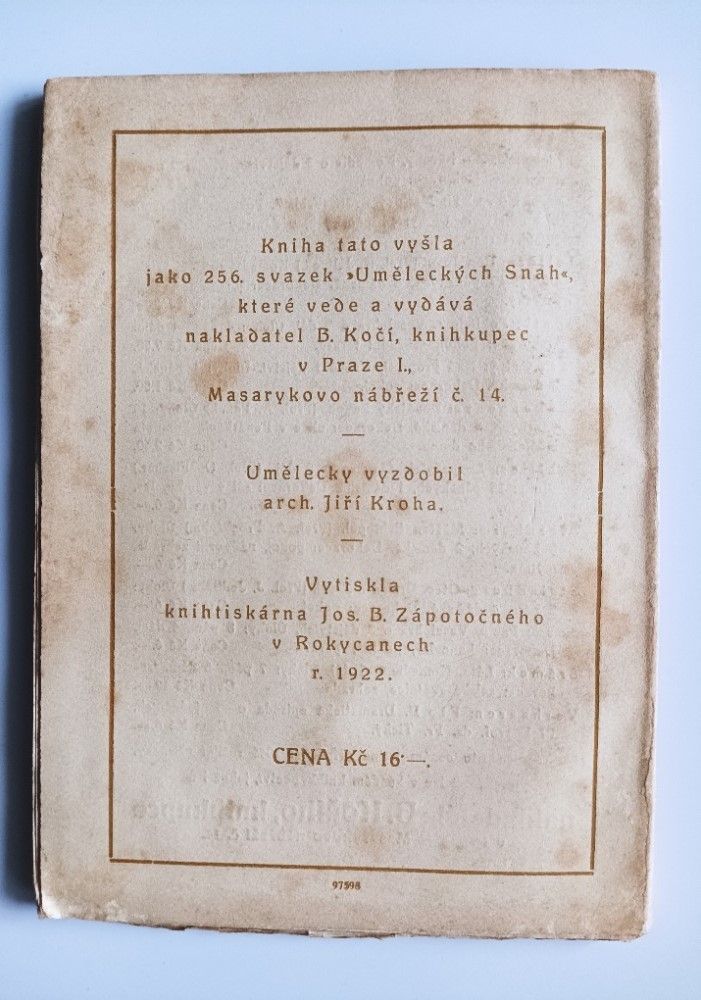 Kniha tato vyšla
jako 256. svazek »Uměleckých Snah«,
které vede a vydává
nakladatel B. Kočí, knihkupec
v Praze I.,
Masarykovo nábřeží č. 14.
—
Umělecky vyzdobil
arch. Jiří Kroha.
—
Vytiskla
knihtiskárna Jos. B. Zápotočného
v Rokycanech
r. 1922.
CENA Kč 16·—.
97598